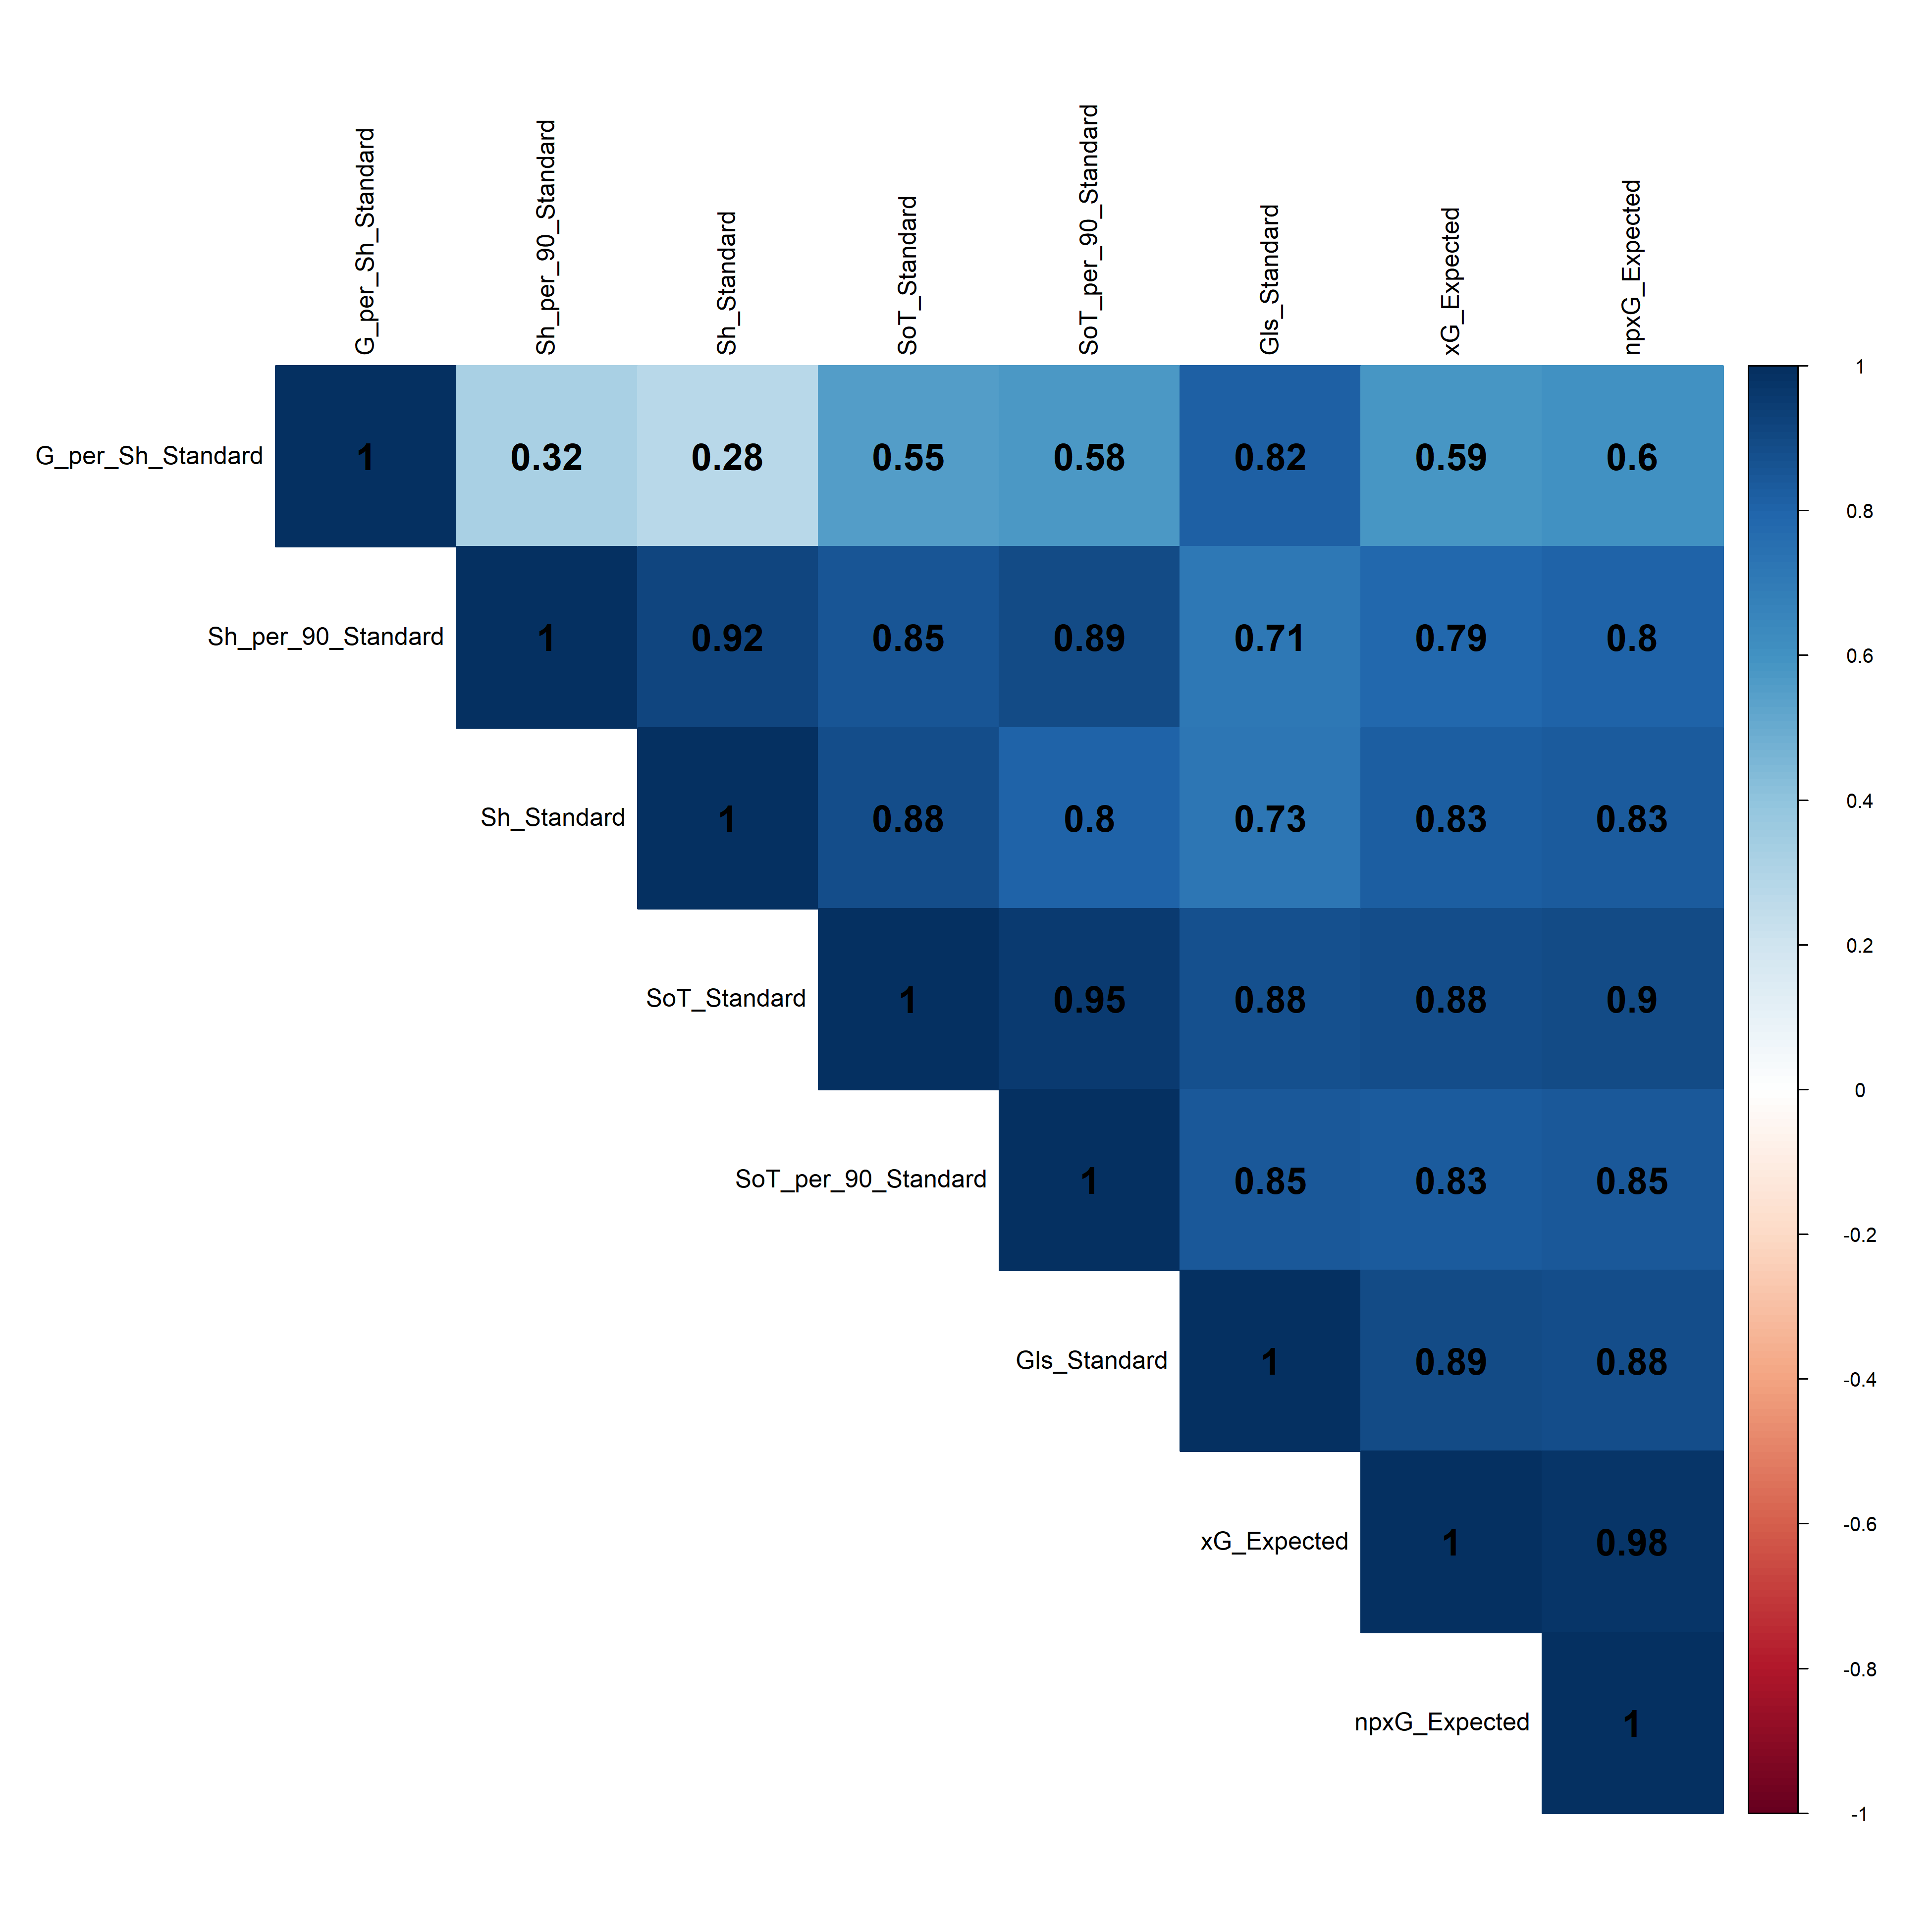 G_per_Sh_Standard
Sh_per_90_Standard
Sh_Standard
SoT_Standard
SoT_per_90_Standard
Gls_Standard
xG_Expected
npxG_Expected
G_per_Sh_Standard 1 0.32 0.28 0.55 0.58 0.82 0.59 0.6
Sh_per_90_Standard 1 0.92 0.85 0.89 0.71 0.79 0.8
Sh_Standard 1 0.88 0.8 0.73 0.83 0.83
SoT_Standard 1 0.95 0.88 0.88 0.9
SoT_per_90_Standard 1 0.85 0.83 0.85
Gls_Standard 1 0.89 0.88
xG_Expected 1 0.98
npxG_Expected 1
1
0.8
0.6
0.4
0.2
0
-0.2
-0.4
-0.6
-0.8
-1